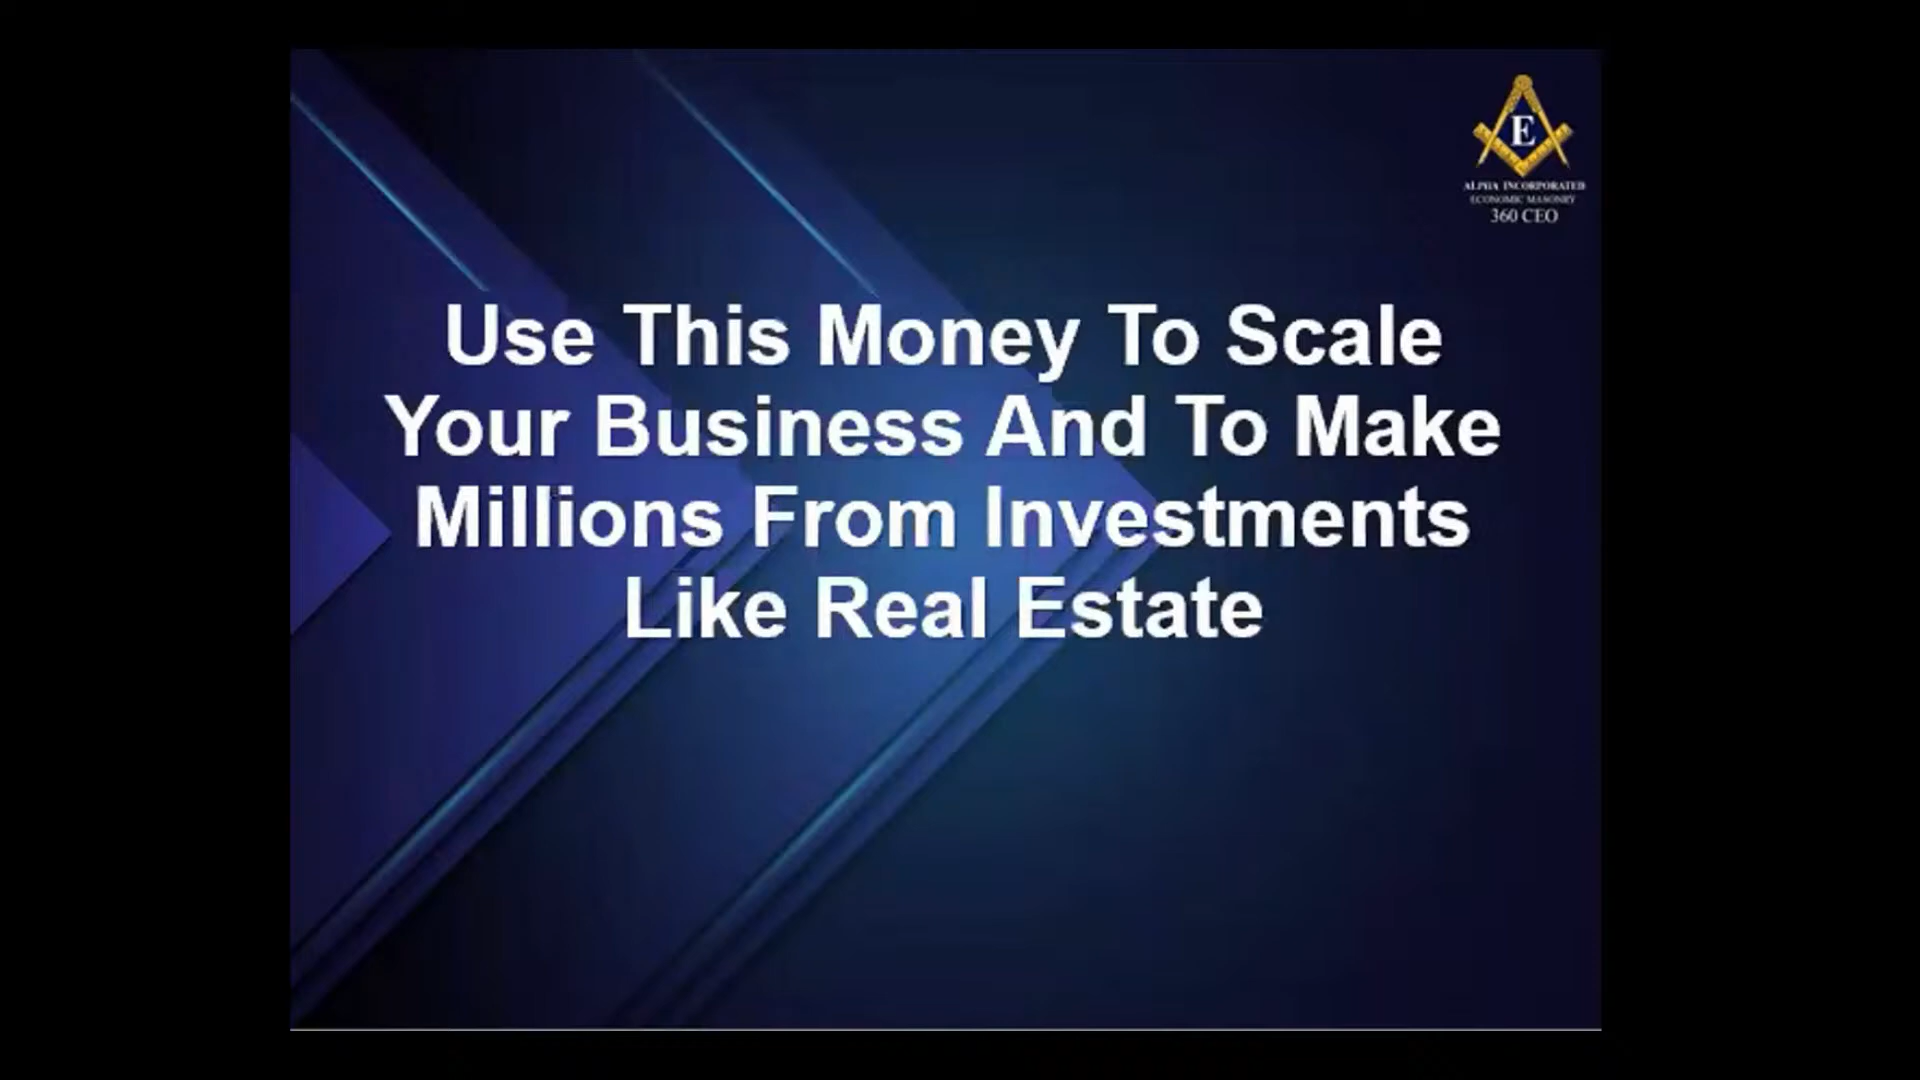 E
ALPHA INCORPORATED
ECONOMIC MASONRY
360 CEO
Use This Money To Scale
Your Business And To Make
Millions From Investments
Like Real Estate